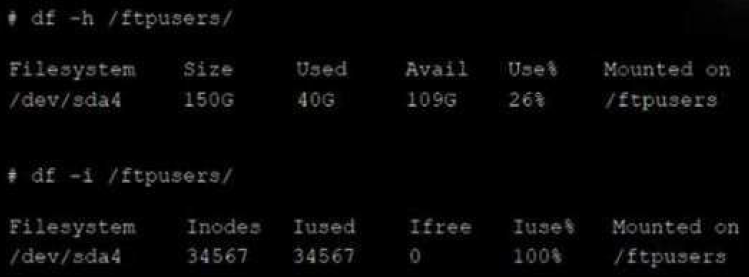 # df -h /ftpusers/
Filesystem Size Used Avail Use% Mounted on
/dev/sda4 150G 40G 109G 26% /ftpusers
# df -i /ftpusers/
Filesystem Inodes Iused Ifree Iuse% Mounted on
/dev/sda4 34567 34567 0 100% /ftpusers